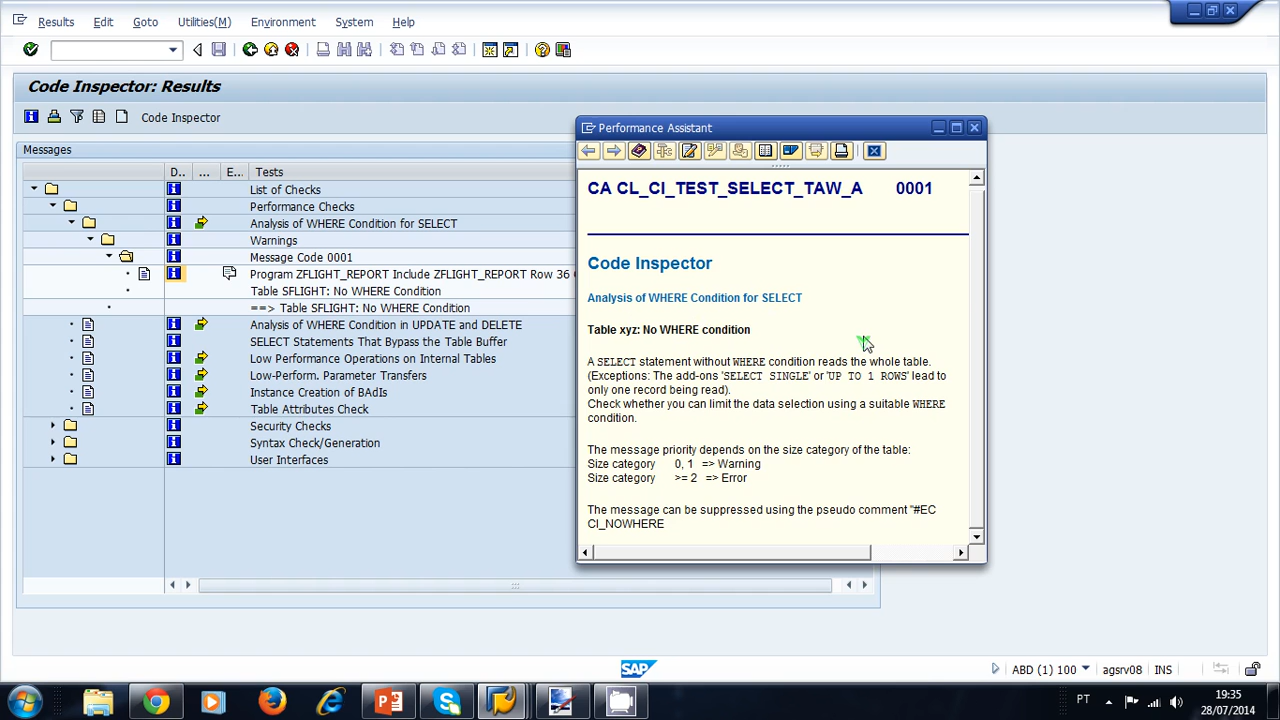 Results Edit Goto Utilities(M) Environment System Help
Code Inspector: Results
Code Inspector
Messages
D.. ... E... Tests
List of Checks
Performance Checks
Analysis of WHERE Condition for SELECT
Warnings
Message Code 0001
Program ZFLIGHT_REPORT Include ZFLIGHT_REPORT Row 36
Table SFLIGHT: No WHERE Condition
==> Table SFLIGHT: No WHERE Condition
Analysis of WHERE Condition in UPDATE and DELETE
SELECT Statements That Bypass the Table Buffer
Low Performance Operations on Internal Tables
Low-Perform. Parameter Transfers
Instance Creation of BAdIs
Table Attributes Check
Security Checks
Syntax Check/Generation
User Interfaces
Performance Assistant
CA CL_CI_TEST_SELECT_TAW_A 0001
Code Inspector
Analysis of WHERE Condition for SELECT
Table xyz: No WHERE condition
A SELECT statement without WHERE condition reads the whole table.
(Exceptions: The add-ons 'SELECT SINGLE' or 'UP TO 1 ROWS' lead to
only one record being read).
Check whether you can limit the data selection using a suitable WHERE
condition.
The message priority depends on the size category of the table:
Size category 0, 1 => Warning
Size category >= 2 => Error
The message can be suppressed using the pseudo comment "#EC
CI_NOWHERE
SAP
ABD (1) 100 agsrv08 INS
PT
19:35
28/07/2014